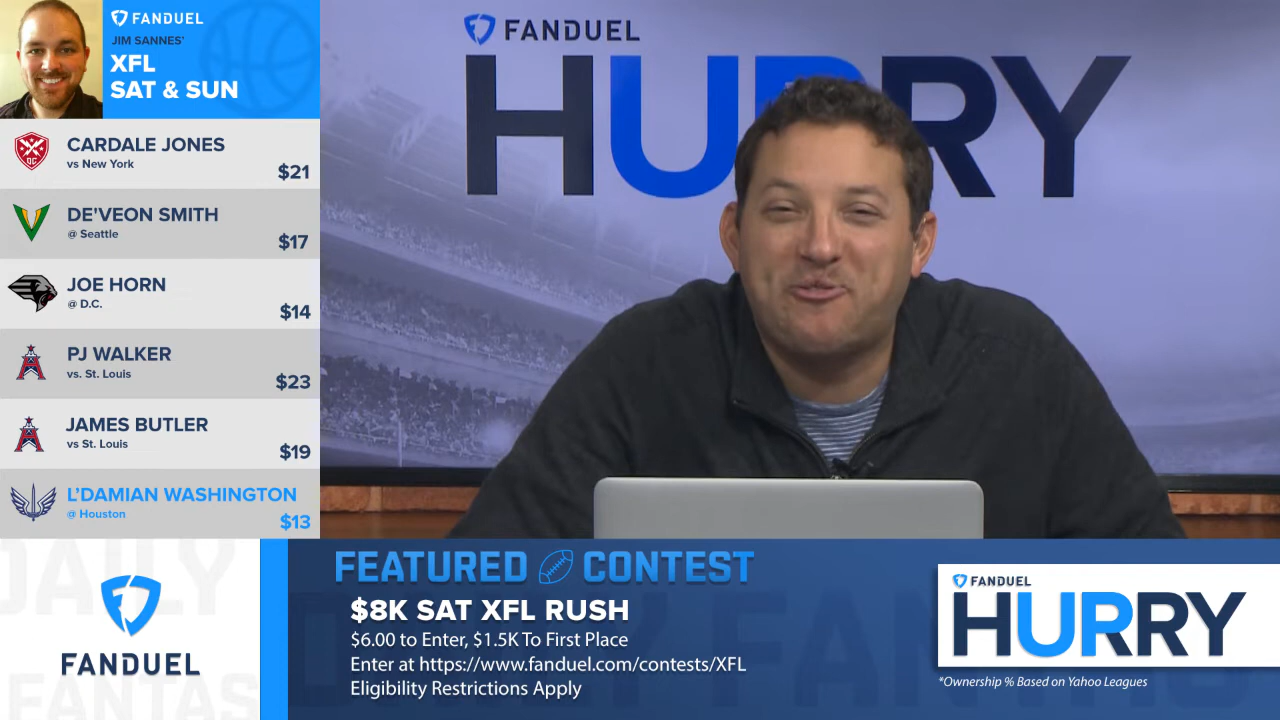 FANDUEL
JIM SANNES'
XFL
SAT & SUN
CARDALE JONES
vs New York
$21
DE'VEON SMITH
@ Seattle
$17
JOE HORN
@ D.C.
$14
PJ WALKER
vs. St. Louis
$23
JAMES BUTLER
vs St. Louis
$19
L'DAMIAN WASHINGTON
@ Houston
$13
FANDUEL
HURRY
DAILY
FANTAS
FANDUEL
FEATURED CONTEST
$8K SAT XFL RUSH
$6.00 to Enter, $1.5K To First Place
Enter at https://www.fanduel.com/contests/XFL
Eligibility Restrictions Apply
FANDUEL
HURRY
*Ownership % Based on Yahoo Leagues